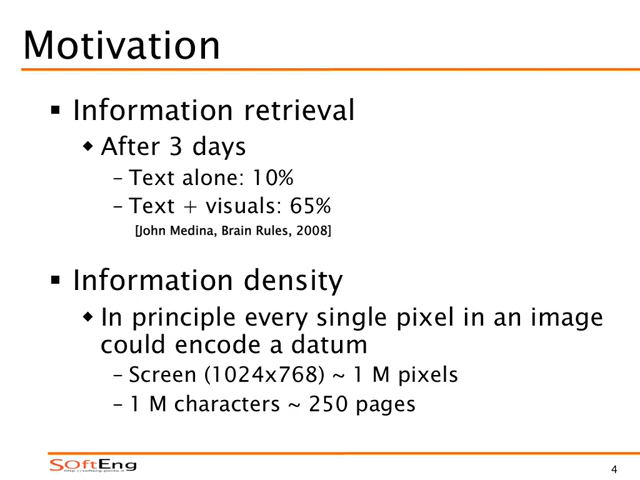 Motivation
▪ Information retrieval
◆ After 3 days
– Text alone: 10%
– Text + visuals: 65%
[John Medina, Brain Rules, 2008]
▪ Information density
◆ In principle every single pixel in an image
could encode a datum
– Screen (1024x768) ~ 1 M pixels
– 1 M characters ~ 250 pages
SOftEng
4